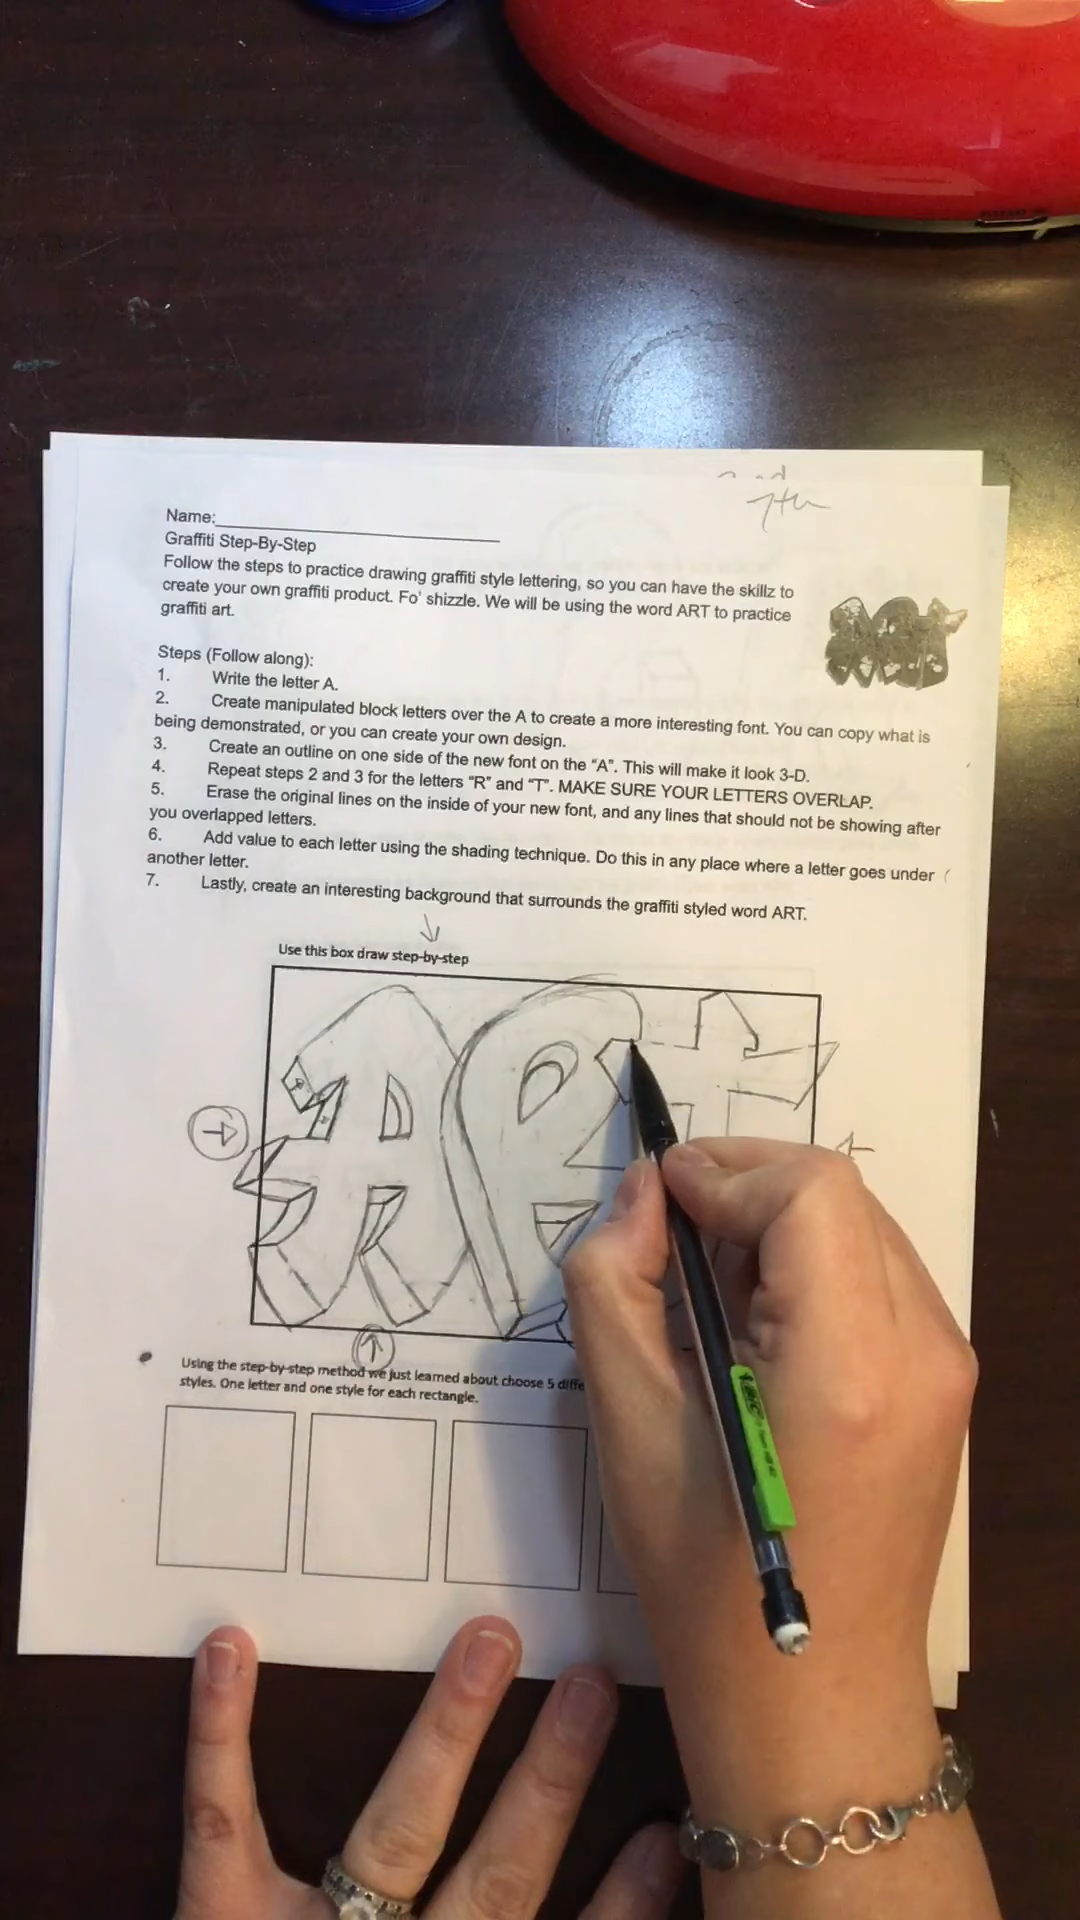 7th
Name:
Graffiti Step-By-Step
Follow the steps to practice drawing graffiti style lettering, so you can have the skillz to
create your own graffiti product. Fo' shizzle. We will be using the word ART to practice
graffiti art.
Steps (Follow along):
1. Write the letter A.
2. Create manipulated block letters over the A to create a more interesting font. You can copy what is
being demonstrated, or you can create your own design.
3. Create an outline on one side of the new font on the “A”. This will make it look 3-D.
4. Repeat steps 2 and 3 for the letters “R” and “T”. MAKE SURE YOUR LETTERS OVERLAP.
5. Erase the original lines on the inside of your new font, and any lines that should not be showing after
you overlapped letters.
6. Add value to each letter using the shading technique. Do this in any place where a letter goes under
another letter.
7. Lastly, create an interesting background that surrounds the graffiti styled word ART.
Use this box draw step-by-step
ARt
Using the step-by-step method we just learned about choose 5
styles. One letter and one style for each rectangle.
BIC